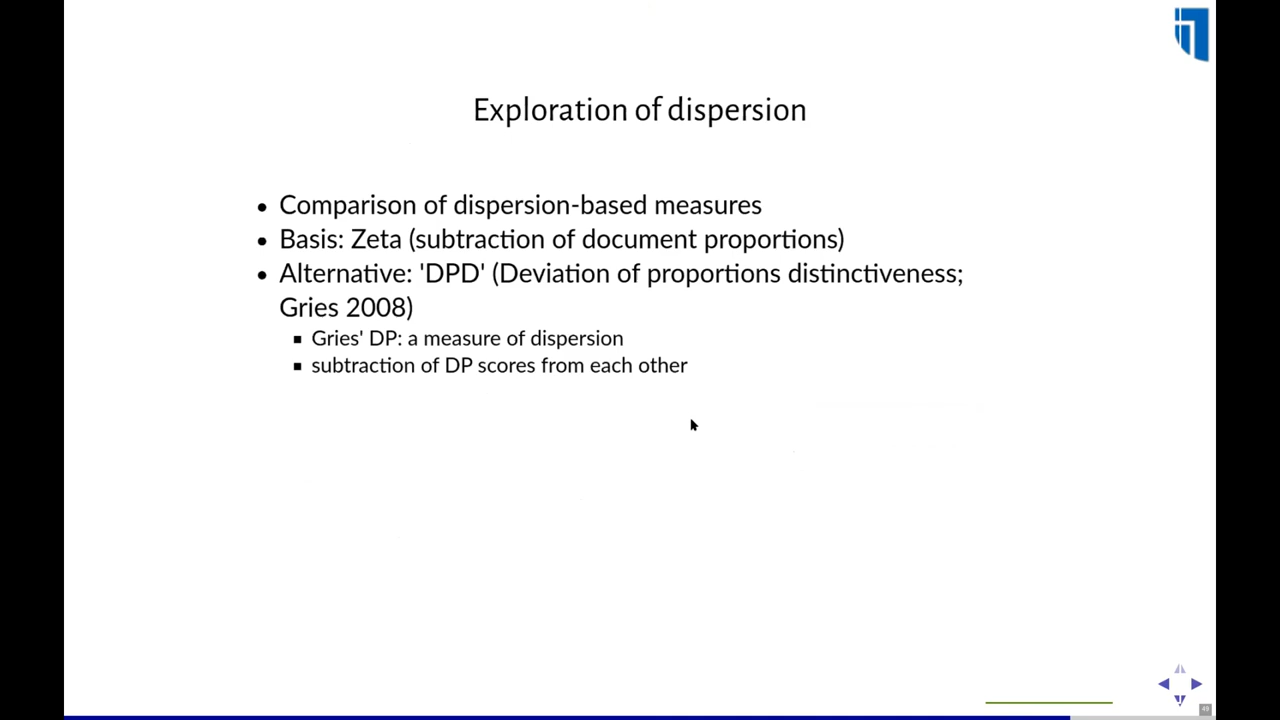 Exploration of dispersion
• Comparison of dispersion-based measures
• Basis: Zeta (subtraction of document proportions)
• Alternative: 'DPD' (Deviation of proportions distinctiveness;
Gries 2008)
▪ Gries' DP: a measure of dispersion
▪ subtraction of DP scores from each other
49